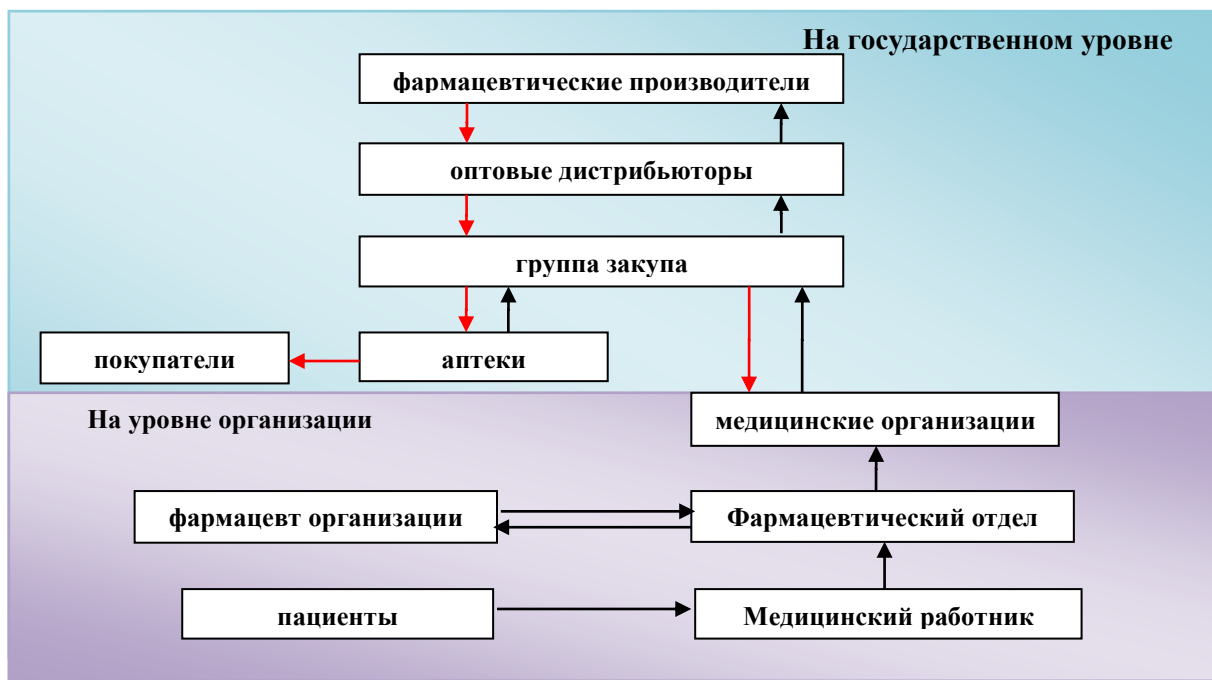 На государственном уровне
фармацевтические производители
оптовые дистрибьюторы
группа закупа
покупатели
аптеки
На уровне организации
медицинские организации
фармацевт организации
Фармацевтический отдел
пациенты
Медицинский работник